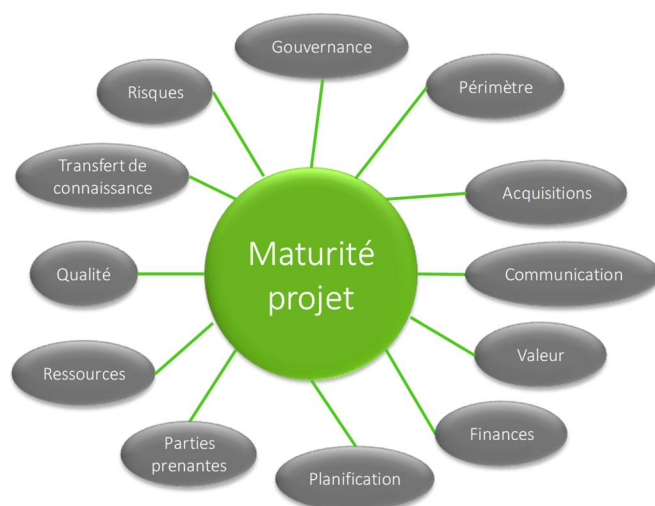 Gouvernance
Périmètre
Risques
Transfert de
connaissance
Acquisitions
Maturité
projet
Qualité
Communication
Valeur
Ressources
Finances
Parties
prenantes
Planification